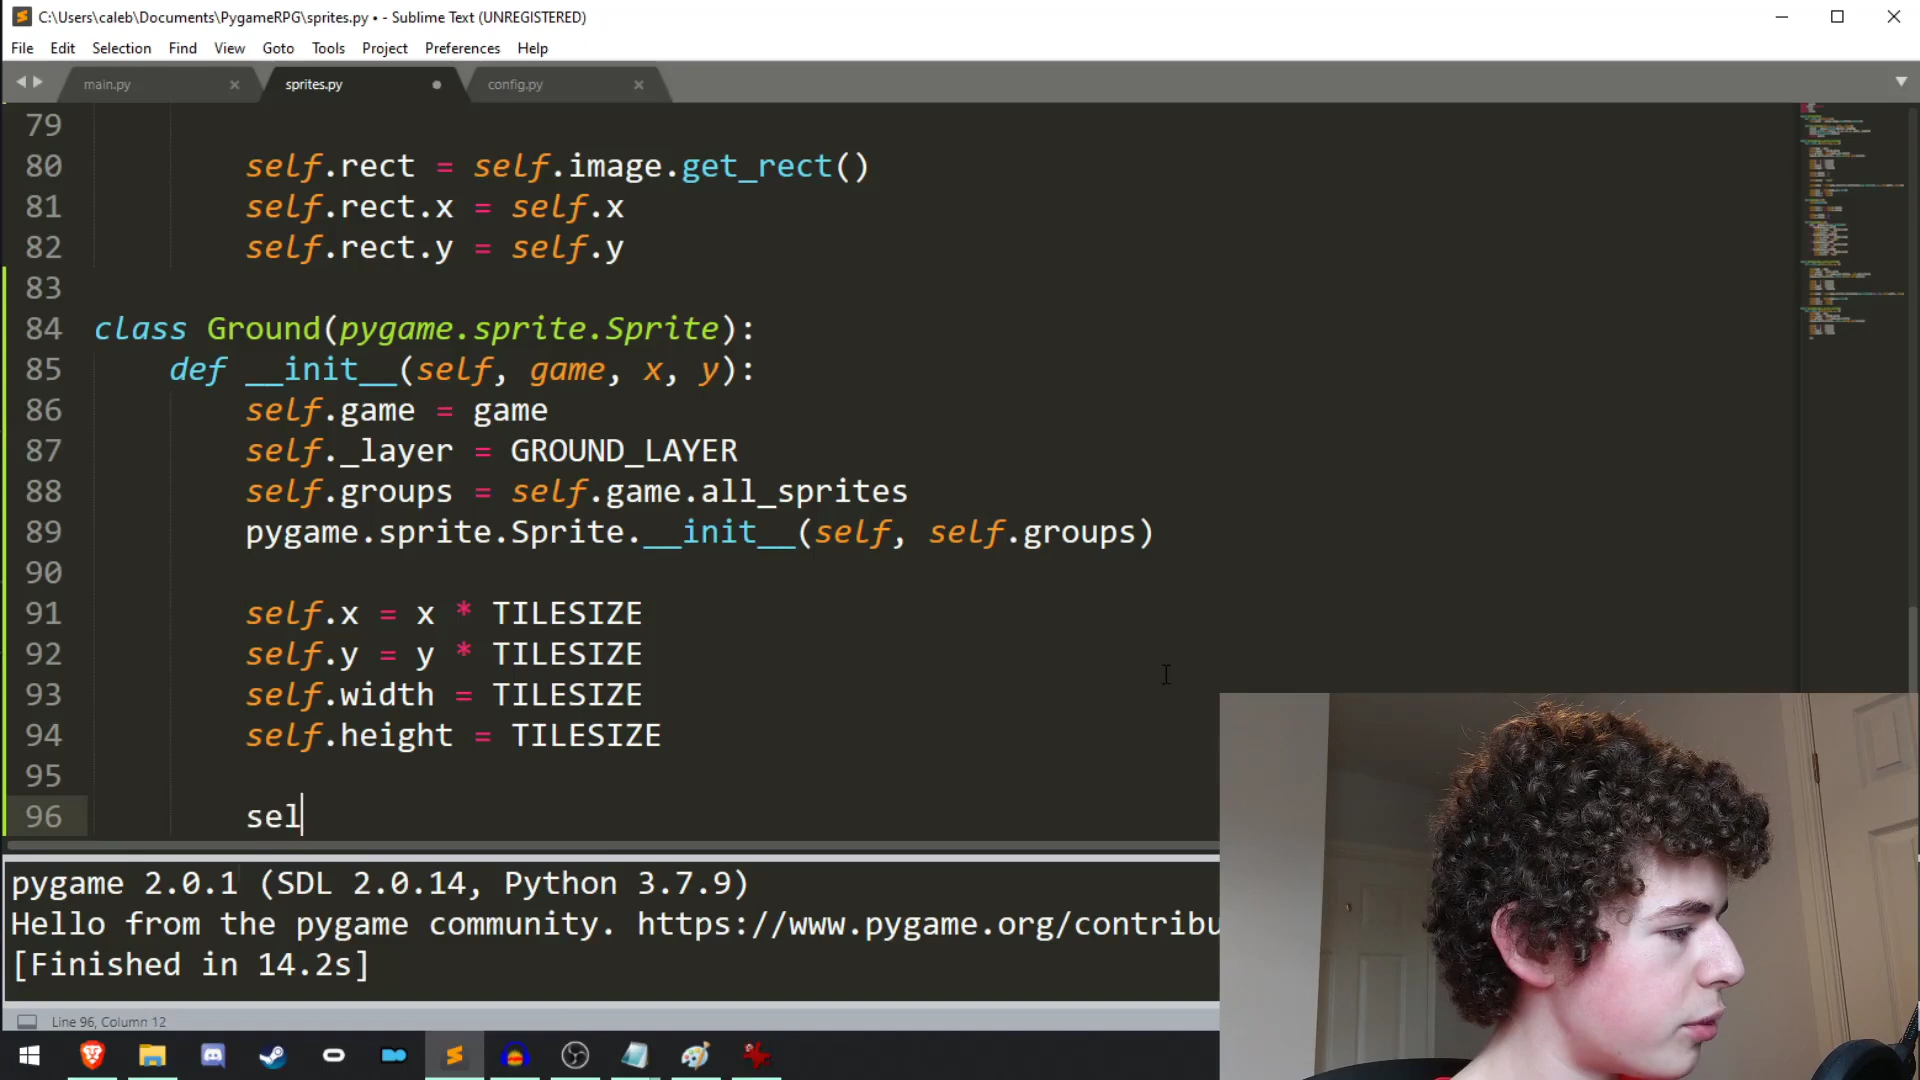 C:\Users\caleb\Documents\PygameRPG\sprites.py • - Sublime Text (UNREGISTERED)
File Edit Selection Find View Goto Tools Project Preferences Help
main.py sprites.py config.py
79
80 self.rect = self.image.get_rect()
81 self.rect.x = self.x
82 self.rect.y = self.y
83
84 class Ground(pygame.sprite.Sprite):
85 def __init__(self, game, x, y):
86 self.game = game
87 self._layer = GROUND_LAYER
88 self.groups = self.game.all_sprites
89 pygame.sprite.Sprite.__init__(self, self.groups)
90
91 self.x = x * TILESIZE
92 self.y = y * TILESIZE
93 self.width = TILESIZE
94 self.height = TILESIZE
95
96 sel
pygame 2.0.1 (SDL 2.0.14, Python 3.7.9)
Hello from the pygame community. https://www.pygame.org/contribu
[Finished in 14.2s]
Line 96, Column 12